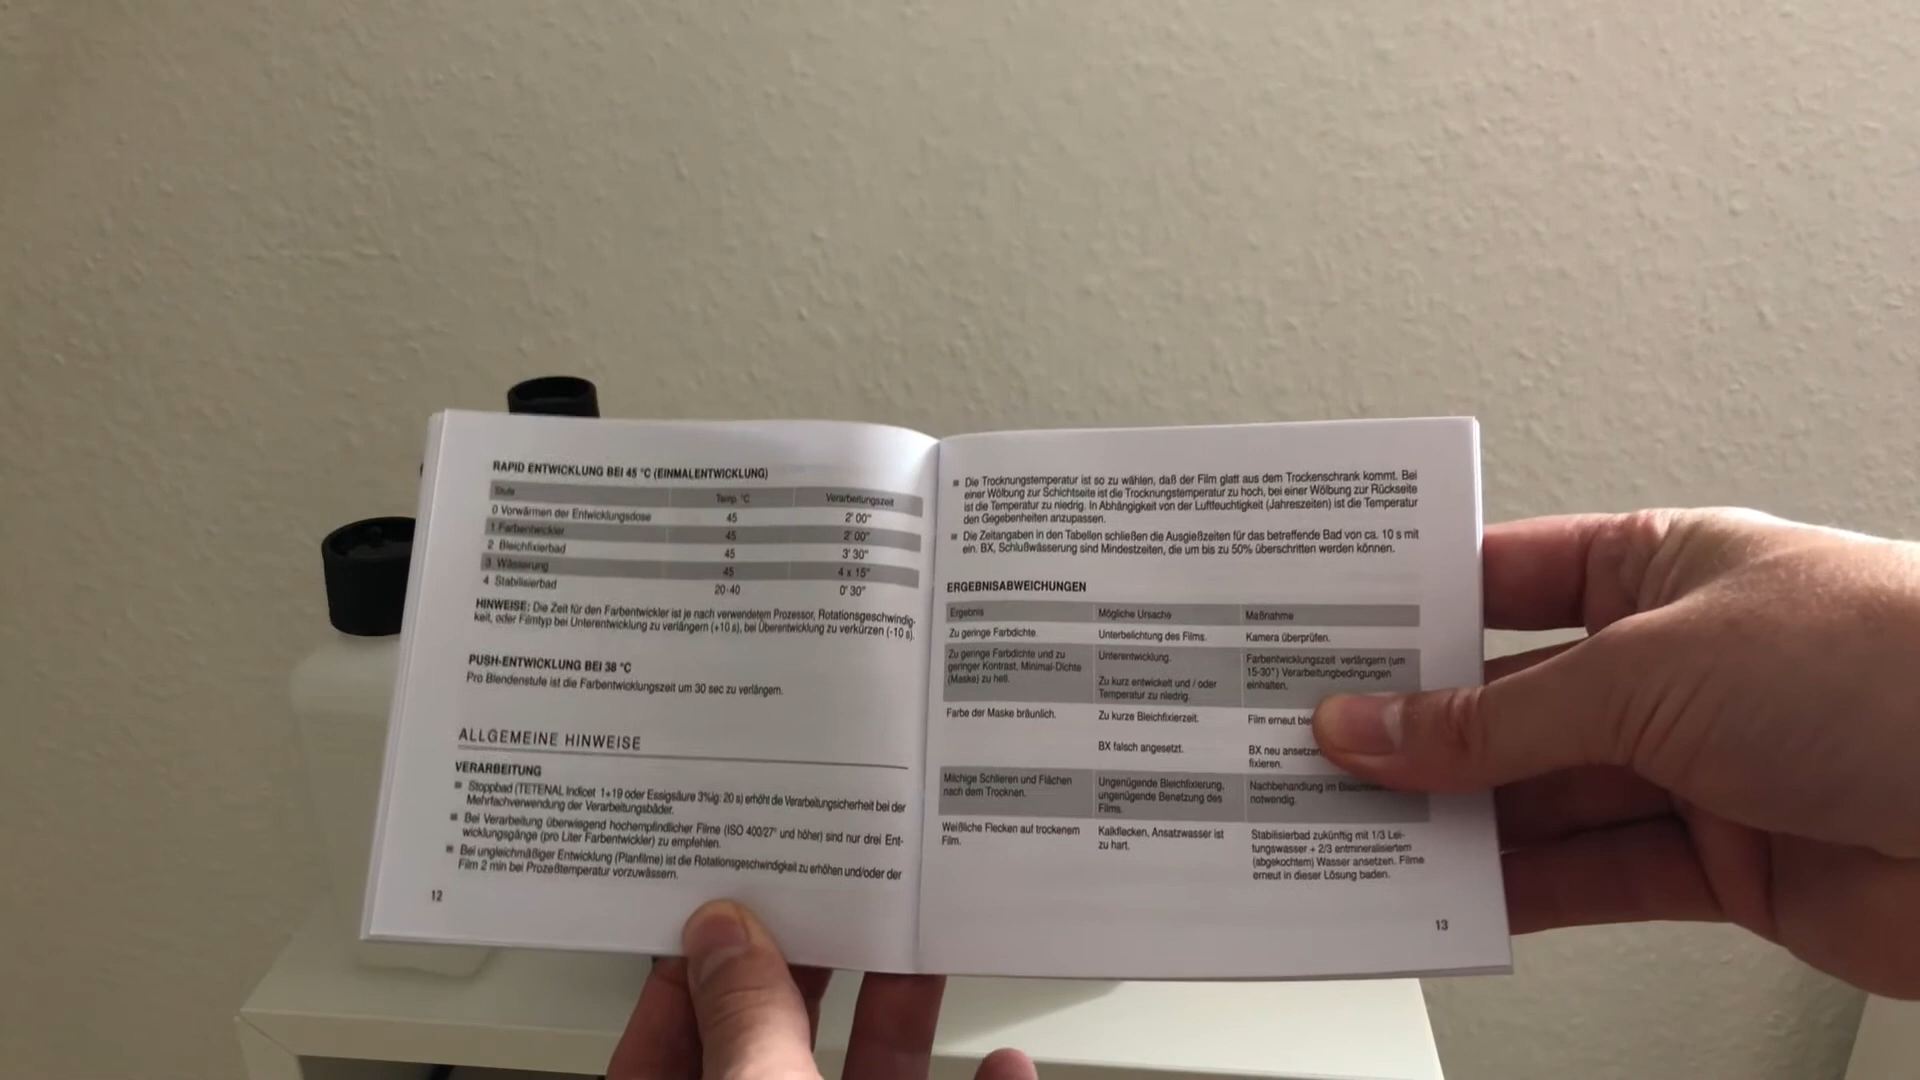 RAPID ENTWICKLUNG BEI 45 °C (EINMALENTWICKLUNG)
Stufe Temp. °C Verarbeitungszeit
0 Vorwärmen der Entwicklungsdose 45 2' 00"
1 Farbentwickler 45 2' 00"
2 Bleichfixierbad 45 3' 30"
3 Wässerung 45 4 x 15"
4 Stabilisierbad 20-40 0' 30"
HINWEISE: Die Zeit für den Farbentwickler ist je nach verwendetem Prozessor, Rotationsgeschwindig-
keit, oder Filmtyp bei Unterentwicklung zu verlängern (+10 s), bei Überentwicklung zu verkürzen (-10 s).
PUSH-ENTWICKLUNG BEI 38 °C
Pro Blendenstufe ist die Farbentwicklungszeit um 30 sec zu verlängern.
ALLGEMEINE HINWEISE
VERARBEITUNG
■ Stoppbad (TETENAL Indicet 1+19 oder Essigsäure 3%ig: 20 s) erhöht die Verarbeitungsicherheit bei der
Mehrfachverwendung der Verarbeitungsbäder.
■ Bei Verarbeitung überwiegend hochempfindlicher Filme (ISO 400/27° und höher) sind nur drei Ent-
wicklungsgänge (pro Liter Farbentwickler) zu empfehlen.
■ Bei ungleichmäßiger Entwicklung (Planfilme) ist die Rotationsgeschwindigkeit zu erhöhen und/oder der
Film 2 min bei Prozeßtemperatur vorzuwässern.
12
■ Die Trocknungstemperatur ist so zu wählen, daß der Film glatt aus dem Trockenschrank kommt. Bei
einer Wölbung zur Schichtseite ist die Trocknungstemperatur zu hoch, bei einer Wölbung zur Rückseite
ist die Temperatur zu niedrig. In Abhängigkeit von der Luftfeuchtigkeit (Jahreszeiten) ist die Temperatur
den Gegebenheiten anzupassen.
■ Die Zeitangaben in den Tabellen schließen die Ausgießzeiten für das betreffende Bad von ca. 10 s mit
ein. BX, Schlußwässerung sind Mindestzeiten, die um bis zu 50% überschritten werden können.
ERGEBNISABWEICHUNGEN
Ergebnis Mögliche Ursache Maßnahme
Zu geringe Farbdichte. Unterbelichtung des Films. Kamera überprüfen.
Zu geringe Farbdichte und zu Unterentwicklung. Farbentwicklungszeit verlängern (um
geringer Kontrast, Minimal-Dichte 15-30") Verarbeitungbedingungen
(Maske) zu hell. Zu kurz entwickelt und / oder einhalten.
Temperatur zu niedrig.
Farbe der Maske bräunlich. Zu kurze Bleichfixierzeit. Film erneut
BX falsch angesetzt. BX neu ansetzen
fixieren.
Milchige Schlieren und Flächen Ungenügende Bleichfixierung, Nachbehandlung im
nach dem Trocknen. ungenügende Benetzung des notwendig.
Films.
Weißliche Flecken auf trockenem Kalkflecken, Ansatzwasser ist Stabilisierbad zukünftig mit 1/3 Lei-
Film. zu hart. tungswasser + 2/3 entmineralisiertem
(abgekochtem) Wasser ansetzen. Filme
erneut in dieser Lösung baden.
13